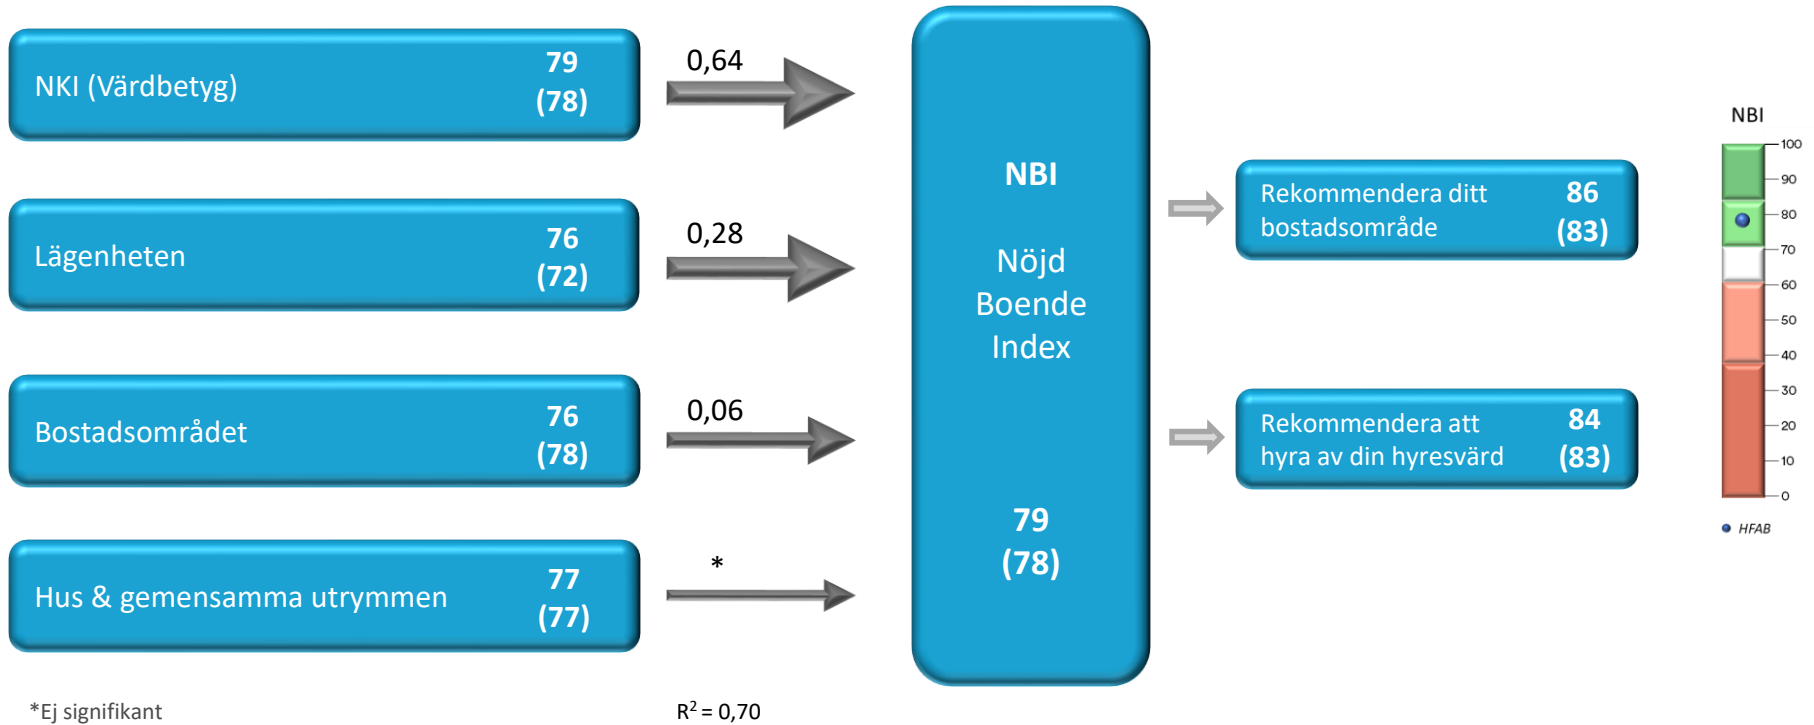 NKI (Värdbetyg)
79
(78)
0,64
Lägenheten
76
(72)
0,28
Bostadsområdet
76
(78)
0,06
Hus & gemensamma utrymmen
77
(77)
*
*Ej signifikant
R² = 0,70
NBI
Nöjd
Boende
Index
79
(78)
Rekommendera ditt
bostadsområde
86
(83)
Rekommendera att
hyra av din hyresvärd
84
(83)
NBI
100
90
80
70
60
50
40
30
20
10
0
HFAB